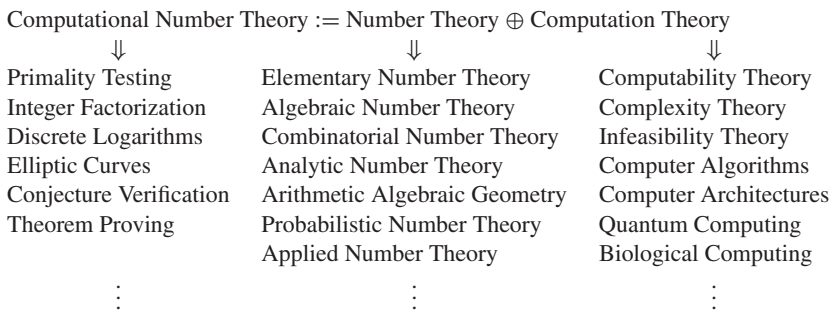 Computational Number Theory := Number Theory ⊕ Computation Theory
⇓ ⇓ ⇓
Primality Testing Elementary Number Theory Computability Theory
Integer Factorization Algebraic Number Theory Complexity Theory
Discrete Logarithms Combinatorial Number Theory Infeasibility Theory
Elliptic Curves Analytic Number Theory Computer Algorithms
Conjecture Verification Arithmetic Algebraic Geometry Computer Architectures
Theorem Proving Probabilistic Number Theory Quantum Computing
Applied Number Theory Biological Computing
⋮ ⋮ ⋮